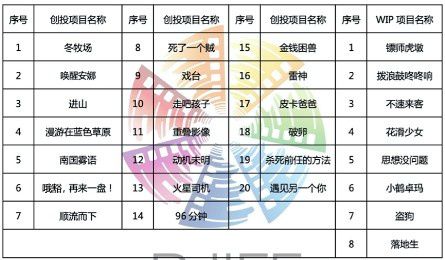 序号 创投项目名称 序号 创投项目名称 序号 创投项目名称 序号 WIP 项目名称
1 冬牧场 8 死了一个贼 15 金钱困兽 1 镖师虎墩
2 唤醒安娜 9 戏台 16 雷神 2 拨浪鼓咚咚响
3 进山 10 走吧孩子 17 皮卡爸爸 3 不速来客
4 漫游在蓝色草原 11 重叠影像 18 破卵 4 花滑少女
5 南国雾语 12 动机未明 19 杀死前任的方法 5 思想没问题
6 哦豁，再来一盘！ 13 火星司机 20 遇见另一个你 6 小鹤卓玛
7 顺流而下 14 96 分钟 7 盗狗
8 落地生